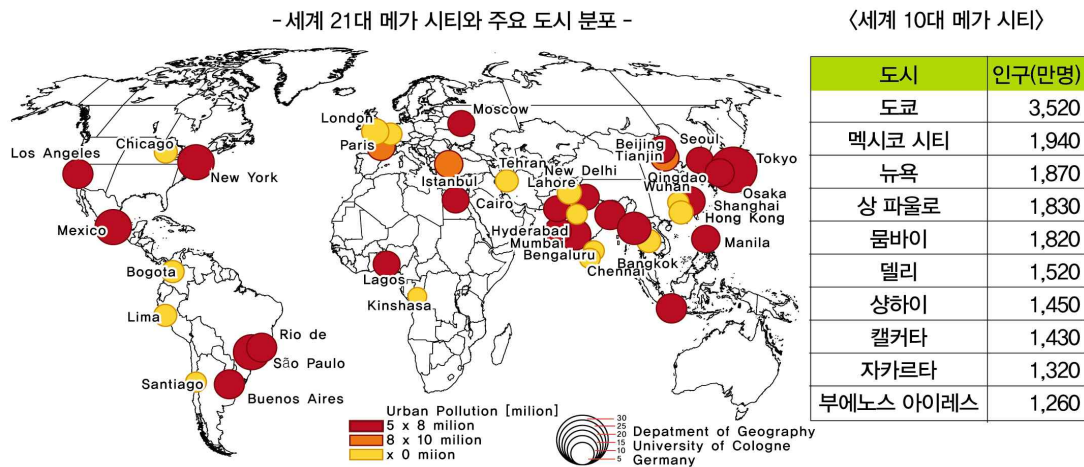 - 세계 21대 메가 시티와 주요 도시 분포 -
〈세계 10대 메가 시티〉
도시 인구(만명)
도쿄 3,520
멕시코 시티 1,940
뉴욕 1,870
상 파울로 1,830
뭄바이 1,820
델리 1,520
샹하이 1,450
캘커타 1,430
자카르타 1,320
부에노스 아이레스 1,260
Moscow
London
Chicago
Paris
Los Angeles
New York
Istanbul
Tehran
New Delhi
Lahore
Beijing
Tianjin
Seoul
Tokyo
Qingdao
Wuhan
Osaka
Shanghai
Hong Kong
Cairo
Mexico
Hyderabad
Mumbai
Bengaluru
Chennai
Bangkok
Manila
Bogota
Lagos
Kinshasa
Lima
Rio de
São Paulo
Santiago
Buenos Aires
Urban Pollution [milion]
5 x 8 milion
8 x 10 milion
x 0 miion
30
25
20
15
10
5
Depatment of Geography
University of Cologne
Germany